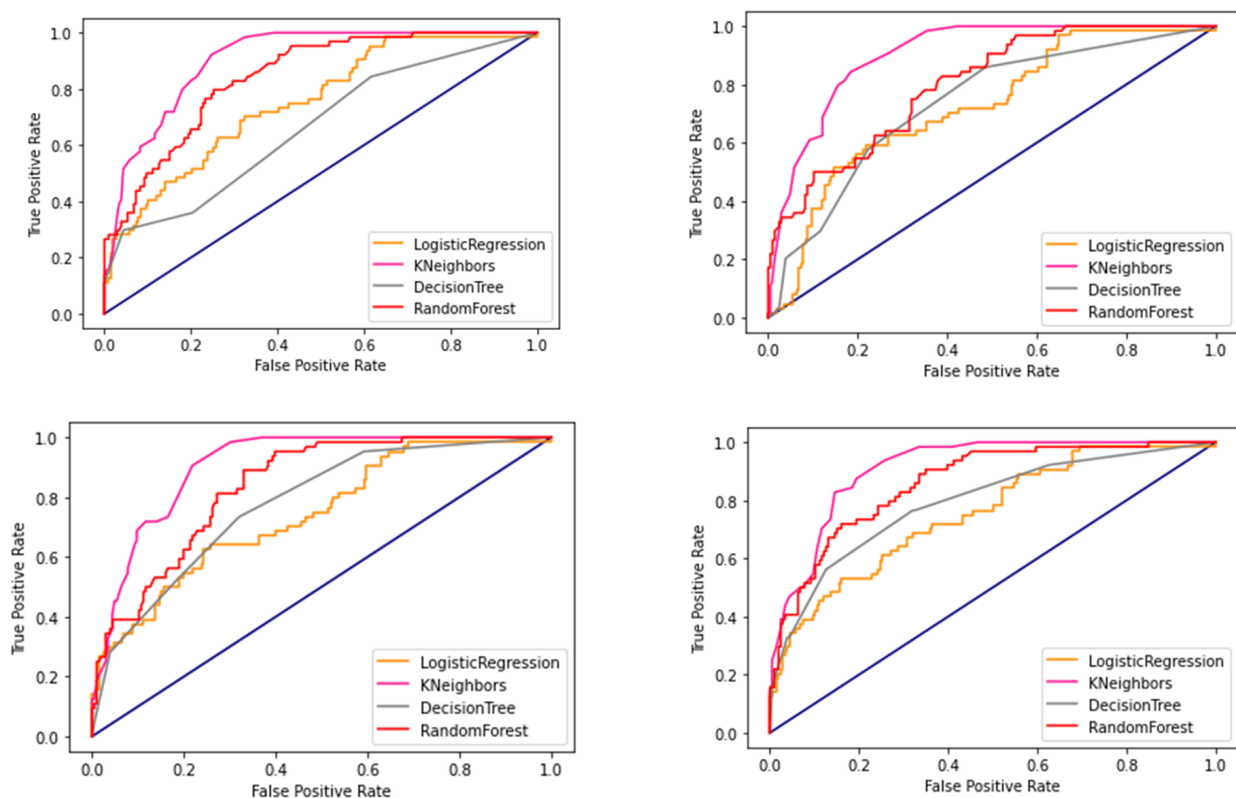 1.0
0.8
0.6
0.4
0.2
0.0
True Positive Rate
LogisticRegression
KNeighbors
DecisionTree
RandomForest
0.0 0.2 0.4 0.6 0.8 1.0
False Positive Rate
1.0
0.8
0.6
0.4
0.2
0.0
True Positive Rate
LogisticRegression
KNeighbors
DecisionTree
RandomForest
0.0 0.2 0.4 0.6 0.8 1.0
False Positive Rate
1.0
0.8
0.6
0.4
0.2
0.0
True Positive Rate
LogisticRegression
KNeighbors
DecisionTree
RandomForest
0.0 0.2 0.4 0.6 0.8 1.0
False Positive Rate
1.0
0.8
0.6
0.4
0.2
0.0
True Positive Rate
LogisticRegression
KNeighbors
DecisionTree
RandomForest
0.0 0.2 0.4 0.6 0.8 1.0
False Positive Rate